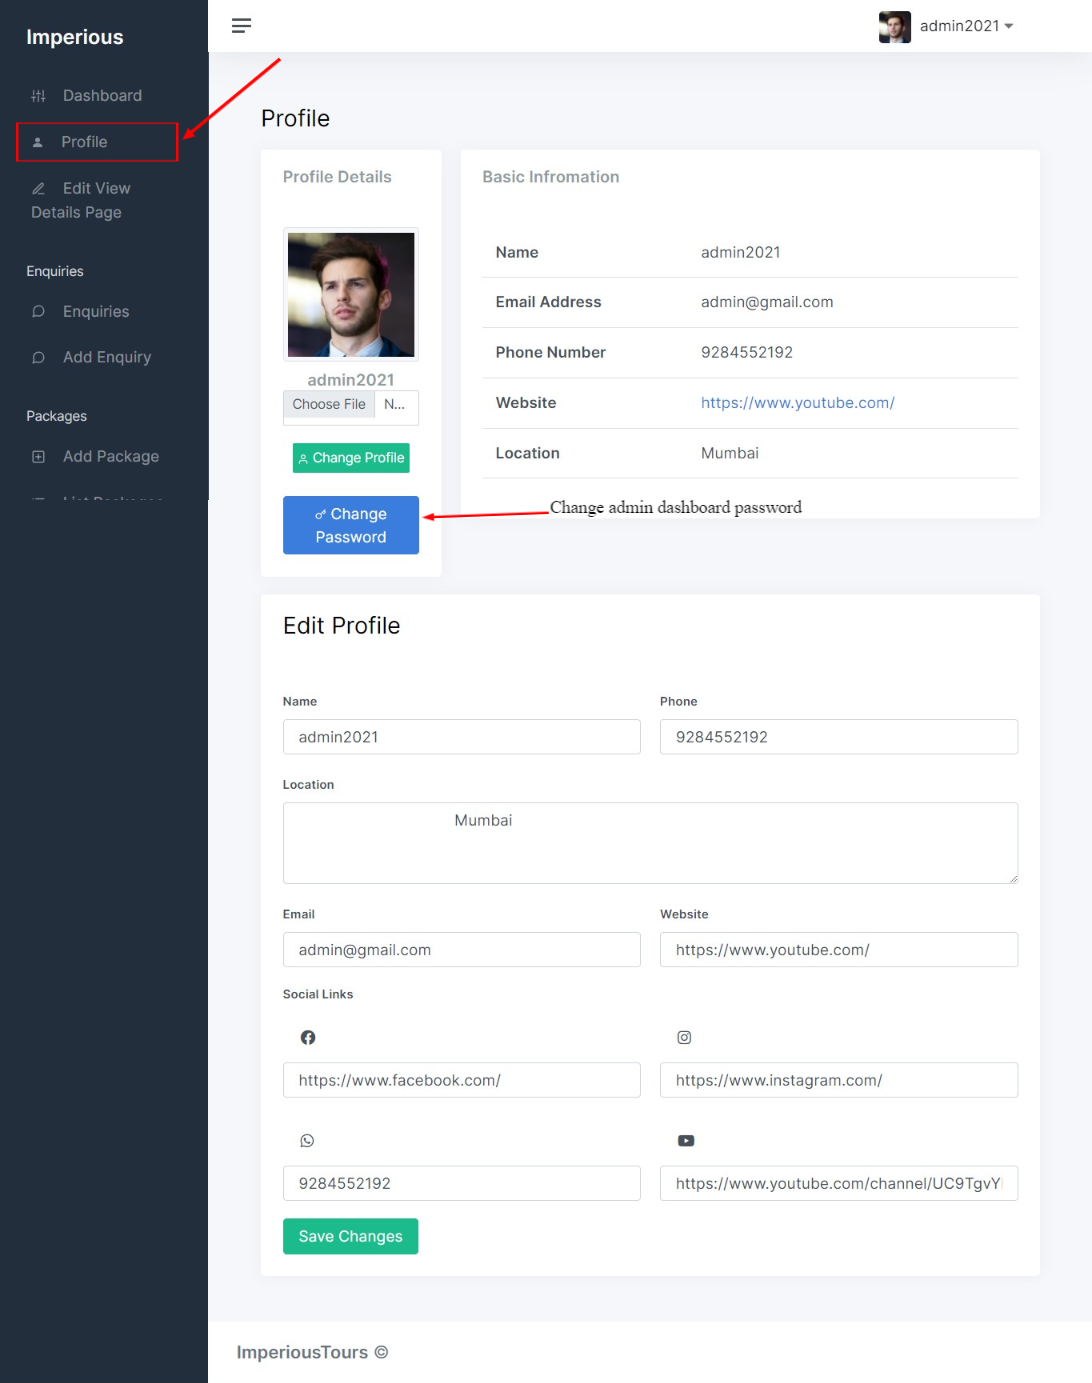 Imperious
admin2021
Dashboard
Profile
Edit View
Details Page
Enquiries
Enquiries
Add Enquiry
Packages
Add Package
Profile
Profile Details
admin2021
Choose File N...
Change Profile
Change
Password
Basic Infromation
Name admin2021
Email Address admin@gmail.com
Phone Number 9284552192
Website https://www.youtube.com/
Location Mumbai
Change admin dashboard password
Edit Profile
Name Phone
admin2021 9284552192
Location
Mumbai
Email Website
admin@gmail.com https://www.youtube.com/
Social Links
https://www.facebook.com/ https://www.instagram.com/
9284552192 https://www.youtube.com/channel/UC9TgvY
Save Changes
ImperiousTours ©